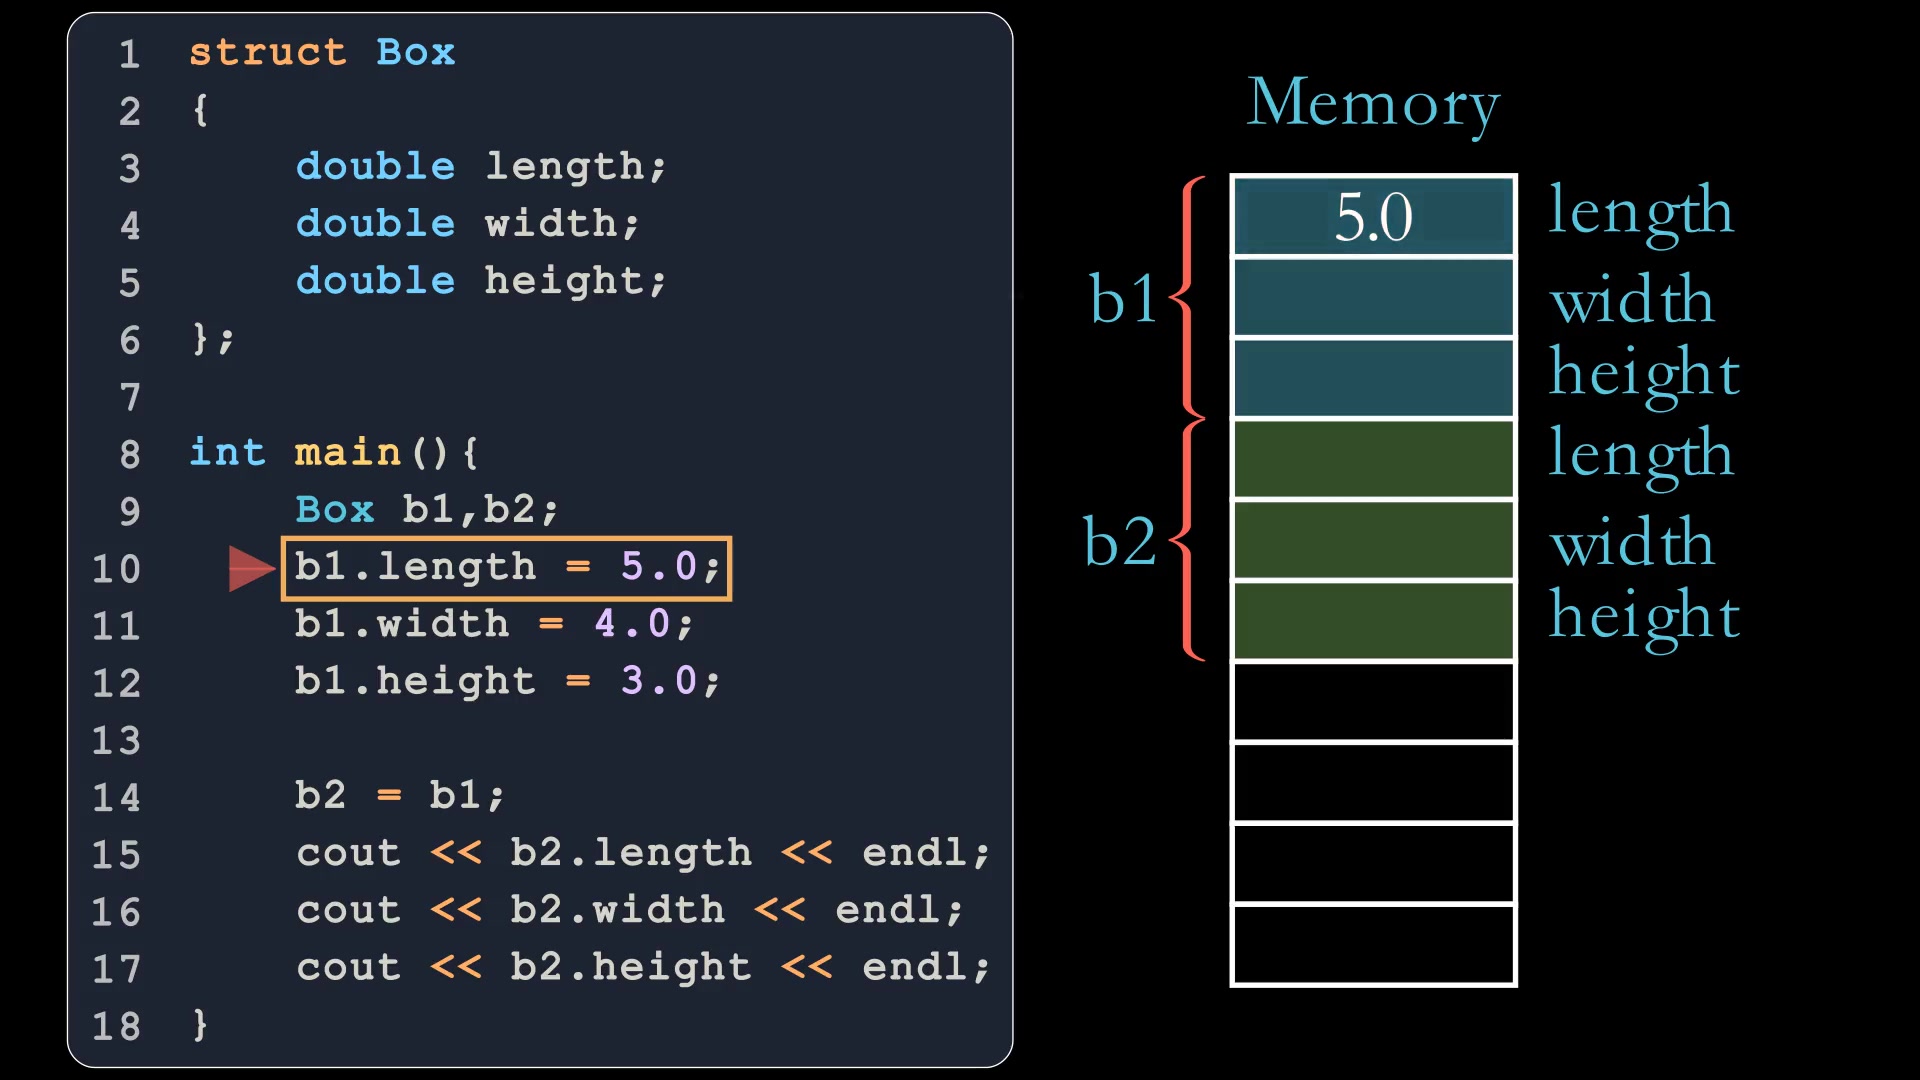 1 struct Box
2 {
3 double length;
4 double width;
5 double height;
6 };
7
8 int main(){
9 Box b1,b2;
10 b1.length = 5.0;
11 b1.width = 4.0;
12 b1.height = 3.0;
13
14 b2 = b1;
15 cout << b2.length << endl;
16 cout << b2.width << endl;
17 cout << b2.height << endl;
18 }
Memory
5.0 length
b1 width
height
length
b2 width
height